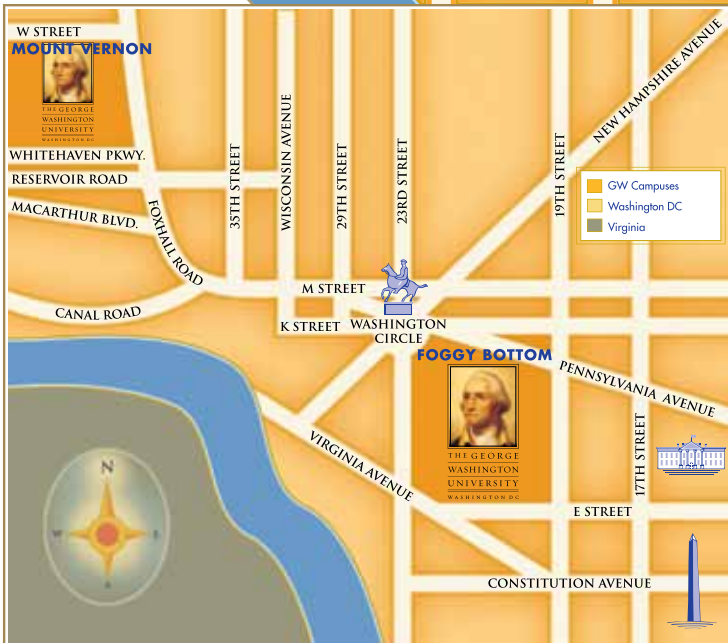 W STREET
MOUNT VERNON
THE GEORGE
WASHINGTON
UNIVERSITY
WASHINGTON DC
WHITEHAVEN PKWY.
RESERVOIR ROAD
MACARTHUR BLVD.
FOXHALL ROAD
CANAL ROAD
35TH STREET
WISCONSIN AVENUE
29TH STREET
23RD STREET
19TH STREET
NEW HAMPSHIRE AVENUE
GW Campuses
Washington DC
Virginia
M STREET
K STREET
WASHINGTON
CIRCLE
FOGGY BOTTOM
THE GEORGE
WASHINGTON
UNIVERSITY
WASHINGTON DC
PENNSYLVANIA AVENUE
VIRGINIA AVENUE
17TH STREET
E STREET
CONSTITUTION AVENUE
N
W
E
S